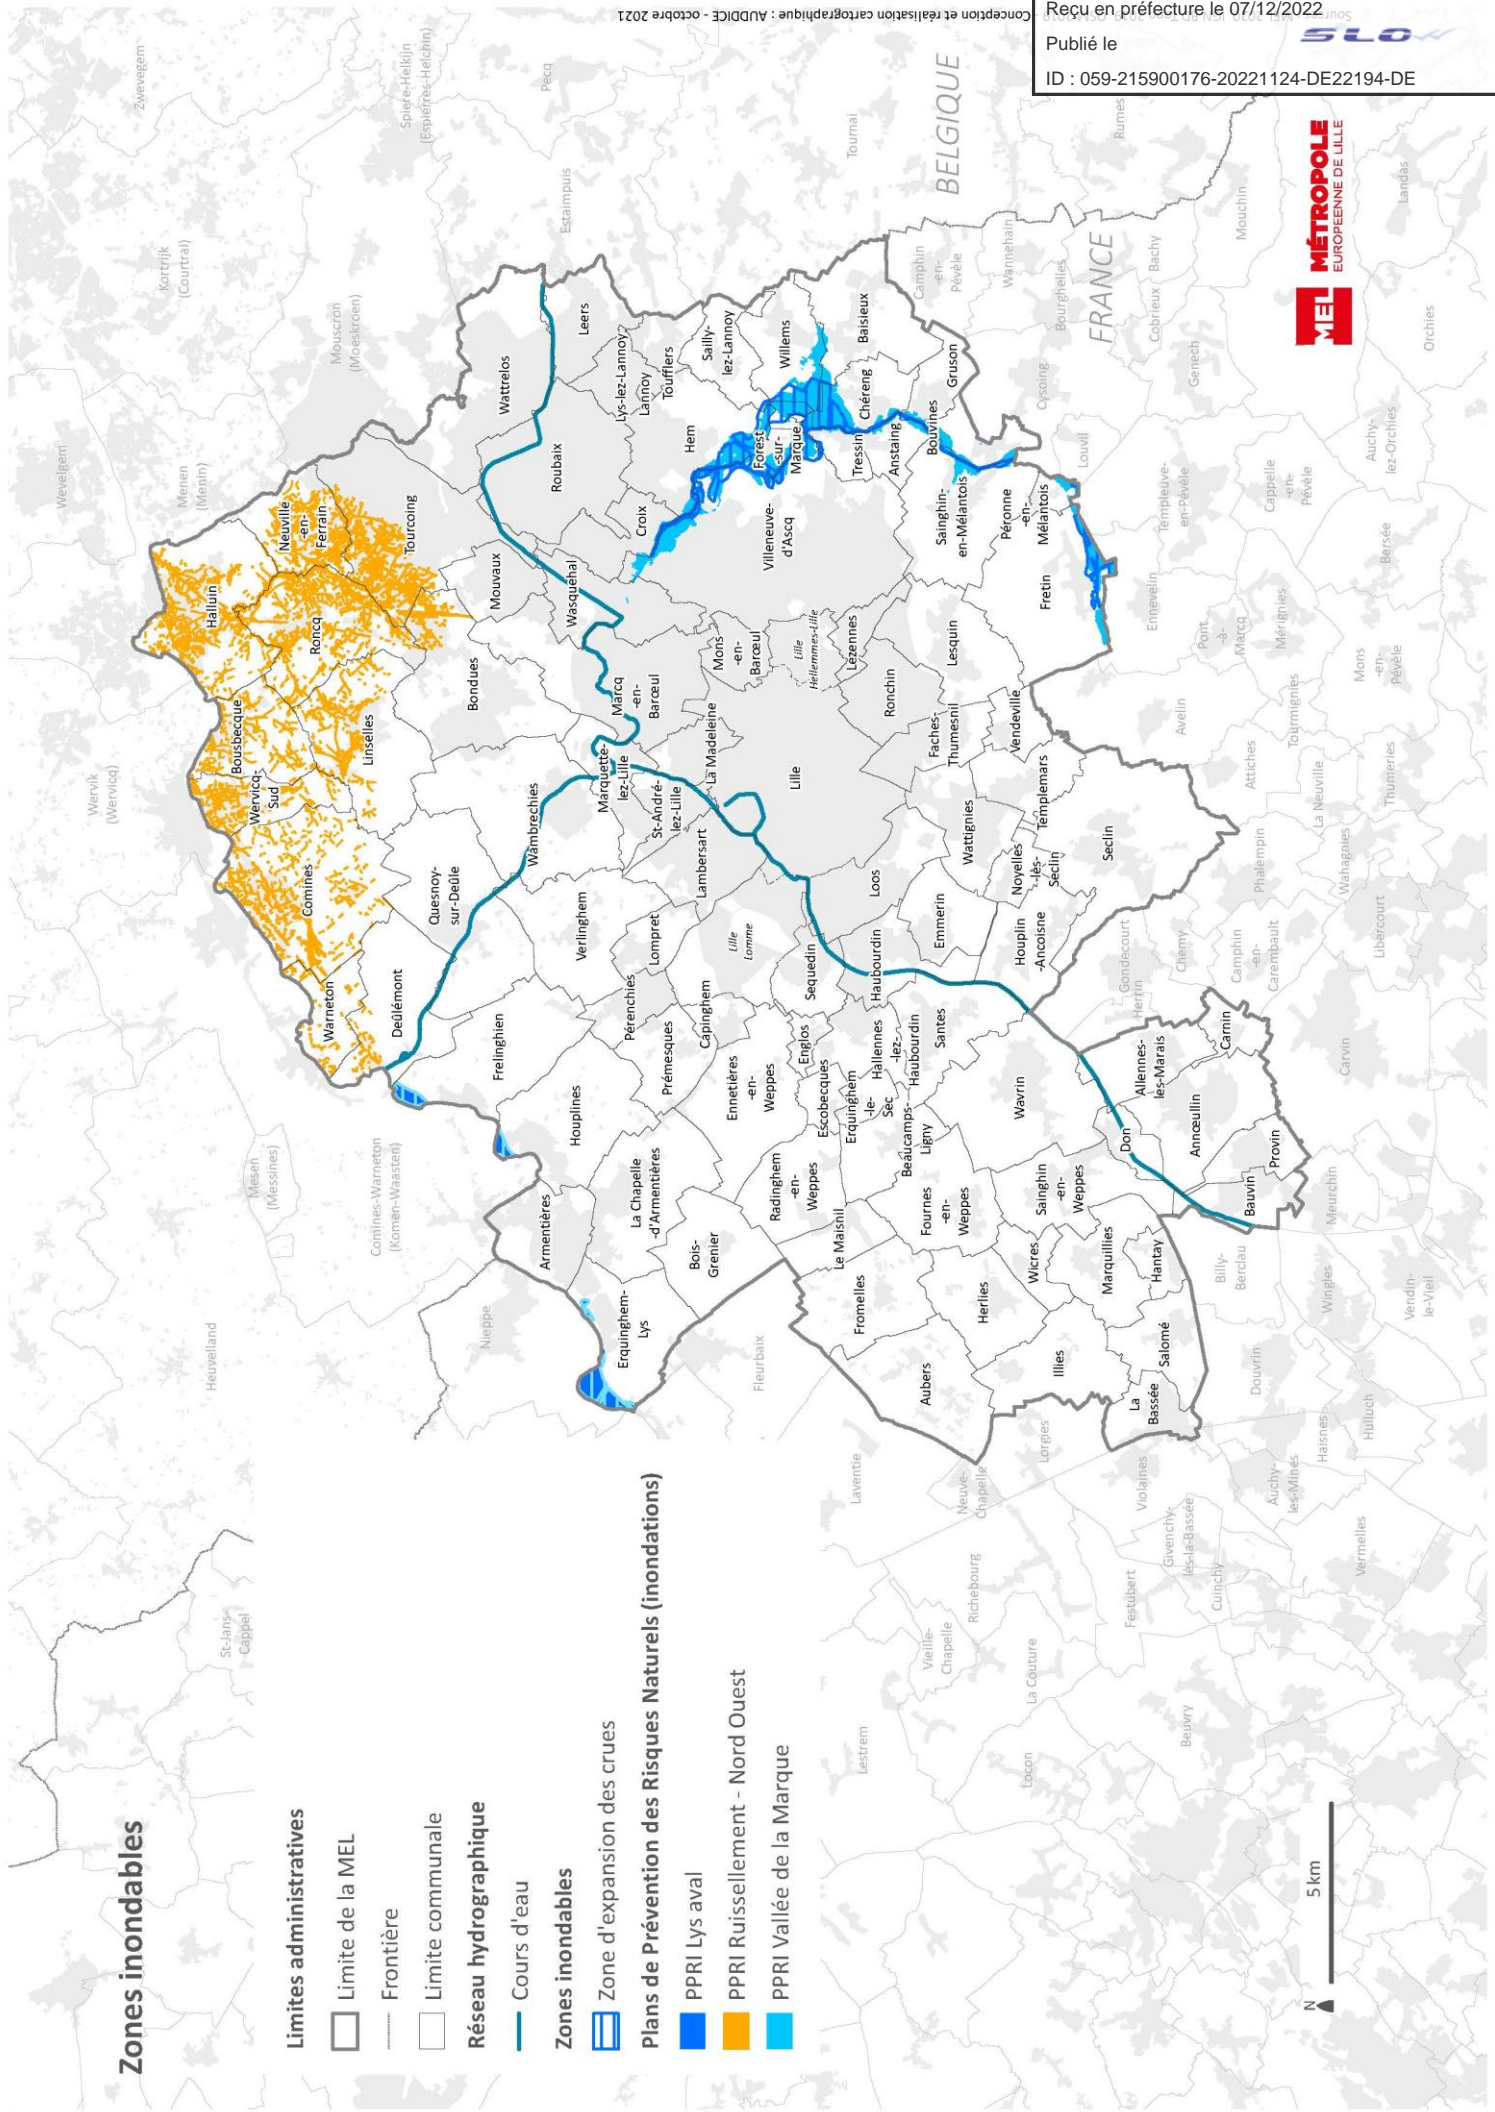 Reçu en préfecture le 07/12/2022
Publié le
SLOW
ID : 059-215900176-20221124-DE22194-DE
Conception et réalisation cartographique : AUDDICE - octobre 2021
Zones inondables
Limites administratives
Limite de la MEL
Frontière
Limite communale
Réseau hydrographique
Cours d'eau
Zones inondables
Zone d'expansion des crues
Plans de Prévention des Risques Naturels (inondations)
PPRI Lys aval
PPRI Ruissellement - Nord Ouest
PPRI Vallée de la Marque
N
5 km
MEL
MÉTROPOLE
EUROPEENNE DE LILLE
BELGIQUE
FRANCE
Zwevegem
Spiere-Helkijn
(Espierres-Helchin)
Pecq
Tournai
Rumes
Kortrijk
(Courtrai)
Estaimpuis
Mouscron
(Moeskroen)
Wevelgem
Menen
(Menin)
Wervik
(Wervicq)
Mesen
(Messines)
Comines-Warneton
(Komen-Waasten)
Heuvelland
Nieppe
St-Jans-
Cappel
Fleurbaix
Laventie
Neuve-
Chapelle
Lorgies
Violaines
Givenchy-
lès-la-Bassée
Cuinchy
Festubert
Richebourg
Vieille-
Chapelle
La Couture
Lestrem
Locon
Beuvry
Auchy-
les-Mines
Haisnes
Hulluch
Vermelles
Douvrin
Billy-
Berclau
Wingles
Vendin-
le-Vieil
Meurchin
Carvin
Libercourt
Camphin
-en-
Carembault
Chemy
Gondecourt
Herrin
Phalempin
Wahagnies
La Neuville
Thumeries
Attiches
Tourmignies
Avelin
Mons
-en-
Pévèle
Mérignies
Pont
-à-
Marcq
Ennevelin
Bersée
Templeuve-
en-Pévèle
Cappelle
-en-
Pévèle
Auchy-
lez-Orchies
Louvil
Cysoing
Genech
Cobrieux
Bachy
Bourghelles
Wannehain
Camphin
-en-
Pévèle
Mouchin
Landas
Orchies
Wattrelos
Leers
Lys-lez-Lannoy
Lannoy
Toufflers
Sailly-
lez-Lannoy
Willems
Baisieux
Chéreng
Gruson
Roubaix
Hem
Forest
-sur-
Marque
Tressin
Anstaing
Bouvines
Croix
Villeneuve-
d'Ascq
Sainghin-
en-Mélantois
Péronne
-en-
Mélantois
Fretin
Neuville
-en-
Ferrain
Tourcoing
Mouvaux
Wasquehal
Halluin
Roncq
Bousbecque
Linselles
Wervicq-
Sud
Comines
Warneton
Bondues
Marcq
-en-
Barœul
Mons
-en-
Barœul
Lille
Hellemmes-Lille
Lezennes
Lesquin
Ronchin
Faches-
Thumesnil
Vendeville
Templemars
La Madeleine
Lille
Marquette-
lez-Lille
St-André-
lez-Lille
Wambrechies
Quesnoy-
sur-Deûle
Deûlémont
Verlinghem
Lambersart
Lompret
Lille
Lomme
Pérenchies
Capinghem
Prémesques
Frelinghien
Houplines
Armentières
La Chapelle
-d'Armentières
Bois-
Grenier
Erquinghem-
Lys
Ennetières
-en-
Weppes
Englos
Sequedin
Haubourdin
Loos
Emmerin
Wattignies
Noyelles
-lès-
Seclin
Seclin
Houplin
-Ancoisne
Santes
Hallennes
-lez-
Haubourdin
Escobecques
Erquinghem
-le-
Sec
Beaucamps-
Ligny
Radinghem
-en-
Weppes
Le Maisnil
Fournes
-en-
Weppes
Wavrin
Sainghin
-en-
Weppes
Don
Allennes-
les-Marais
Carnin
Annœullin
Provin
Bauvin
Fromelles
Aubers
Herlies
Wicres
Marquillies
Hantay
Illies
Salomé
La
Bassée